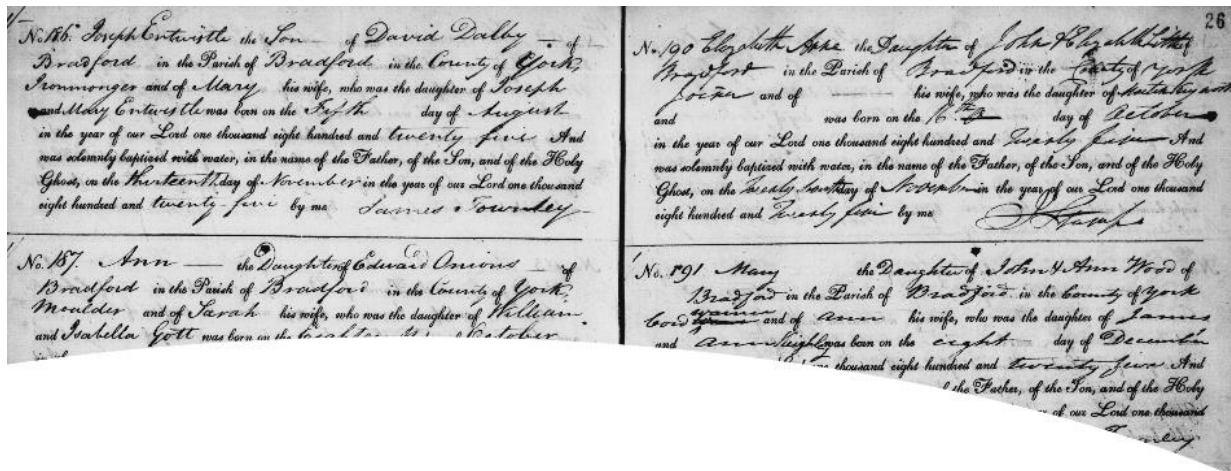 26
No. 186. Joseph Entwistle the Son of David Dalby of
Bradford in the Parish of Bradford in the County of York,
Ironmonger and of Mary his wife, who was the daughter of Joseph
and Mary Entwistle was born on the Fifth day of August
in the year of our Lord one thousand eight hundred and twenty five And
was solemnly baptized with water, in the name of the Father, of the Son, and of the Holy
Ghost, on the thirteenth day of November in the year of our Lord one thousand
eight hundred and twenty-five by me James Townley
No. 187. Ann the Daughter of Edward Onions of
Bradford in the Parish of Bradford in the County of York,
Moulder and of Sarah his wife, who was the daughter of William
and Isabella Gott was born on the October
No. 190 Elizabeth Anne the Daughter of John & Elizabeth
Bradford in the Parish of Bradford in the County of York
Joiner and of his wife, who was the daughter of
and was born on the 16th day of October
in the year of our Lord one thousand eight hundred and Twenty five And
was solemnly baptized with water, in the name of the Father, of the Son, and of the Holy
Ghost, on the day of November in the year of our Lord one thousand
eight hundred and Twenty five by me
No. 191 Mary the Daughter of John & Ann Wood of
Bradford in the Parish of Bradford in the County of York
and of Ann his wife, who was the daughter of James
and Ann was born on the eight day of December
thousand eight hundred and twenty five And
of the Father, of the Son, and of the Holy
of our Lord one thousand